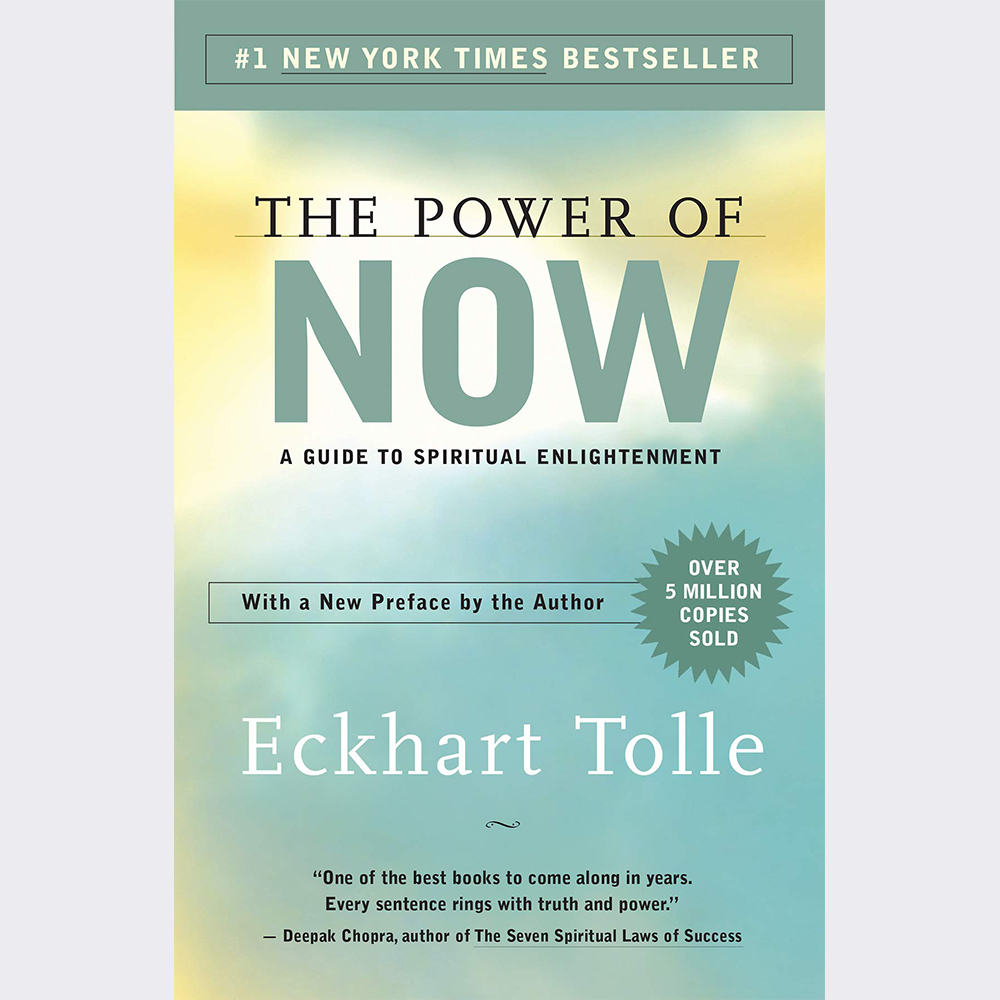 #1 NEW YORK TIMES BESTSELLER
THE POWER OF
NOW
A GUIDE TO SPIRITUAL ENLIGHTENMENT
With a New Preface by the Author
OVER
5 MILLION
COPIES
SOLD
Eckhart Tolle
“One of the best books to come along in years.
Every sentence rings with truth and power.”
— Deepak Chopra, author of The Seven Spiritual Laws of Success